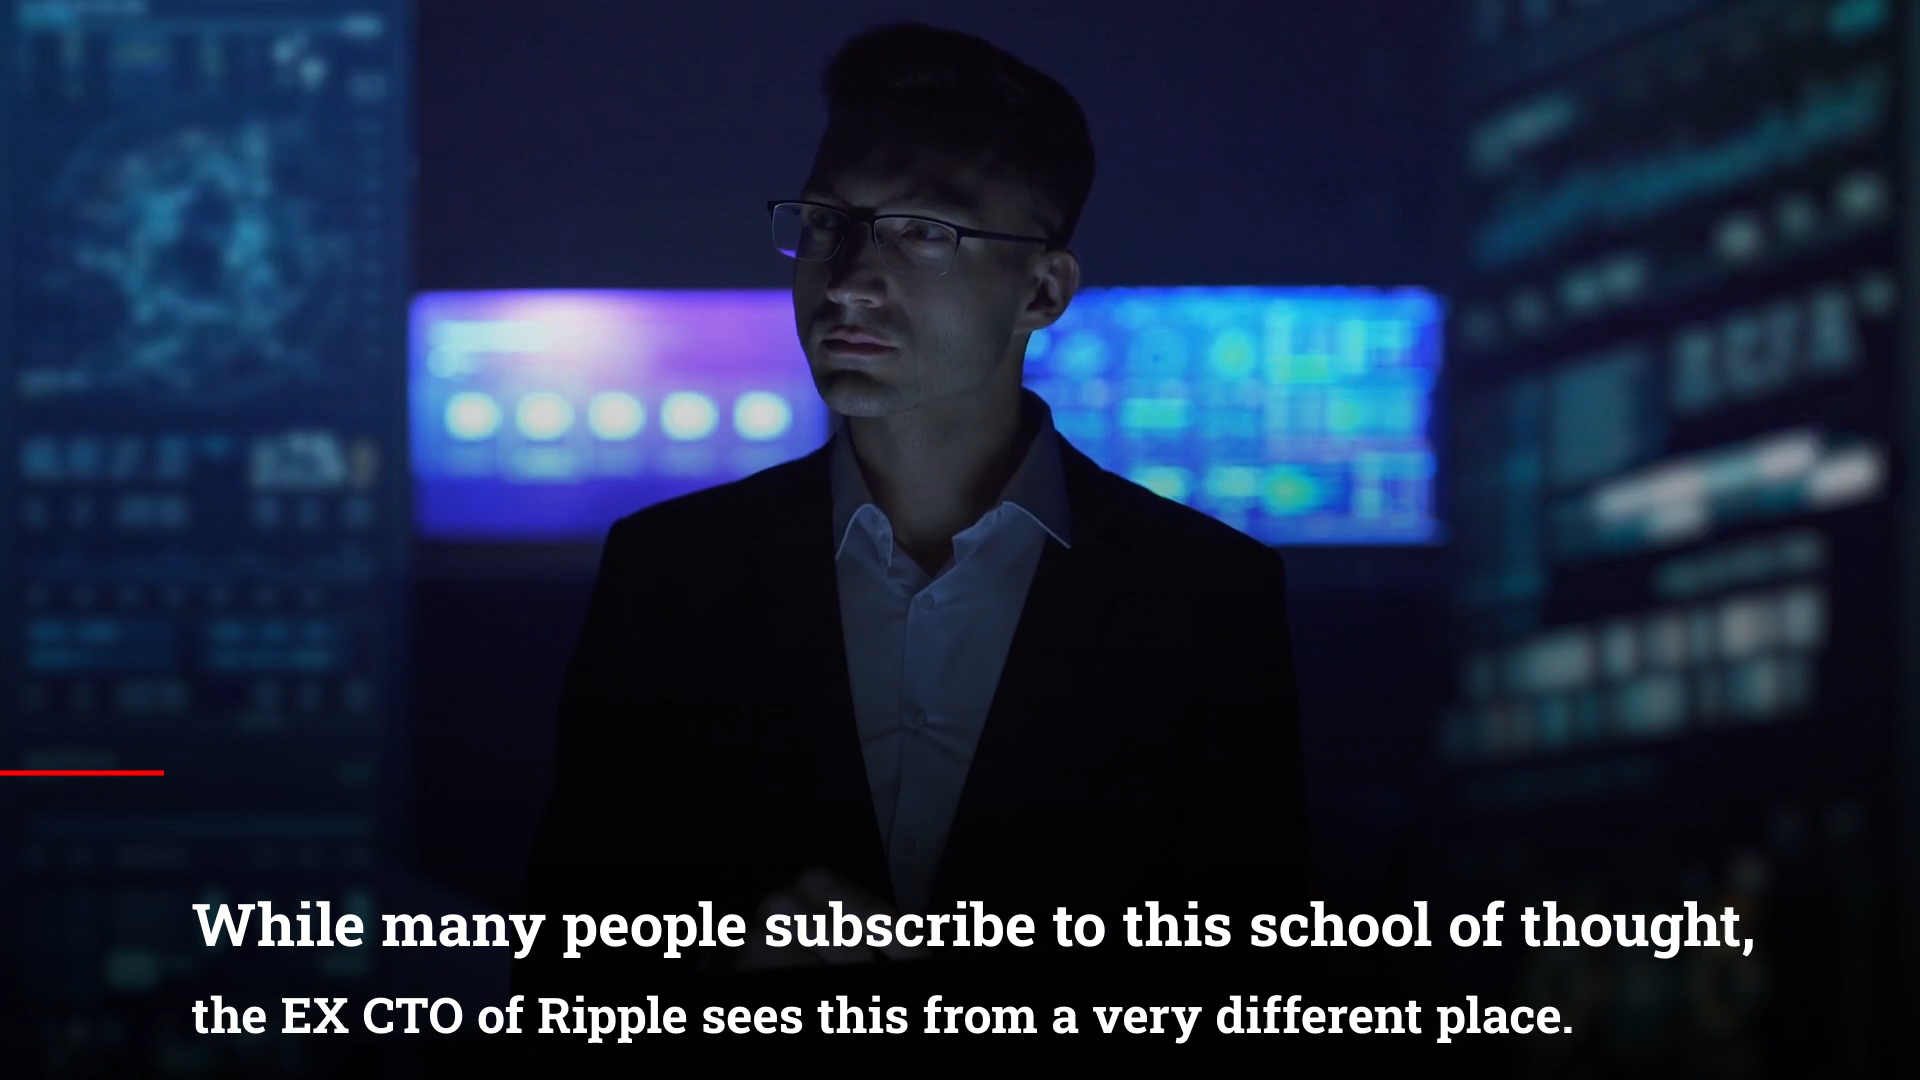 While many people subscribe to this school of thought,
the EX CTO of Ripple sees this from a very different place.